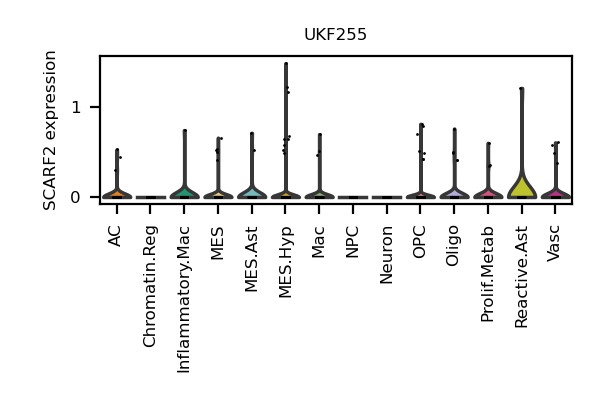 UKF255
SCARF2 expression
1
0
AC
Chromatin.Reg
Inflammatory.Mac
MES
MES.Ast
MES.Hyp
Mac
NPC
Neuron
OPC
Oligo
Prolif.Metab
Reactive.Ast
Vasc